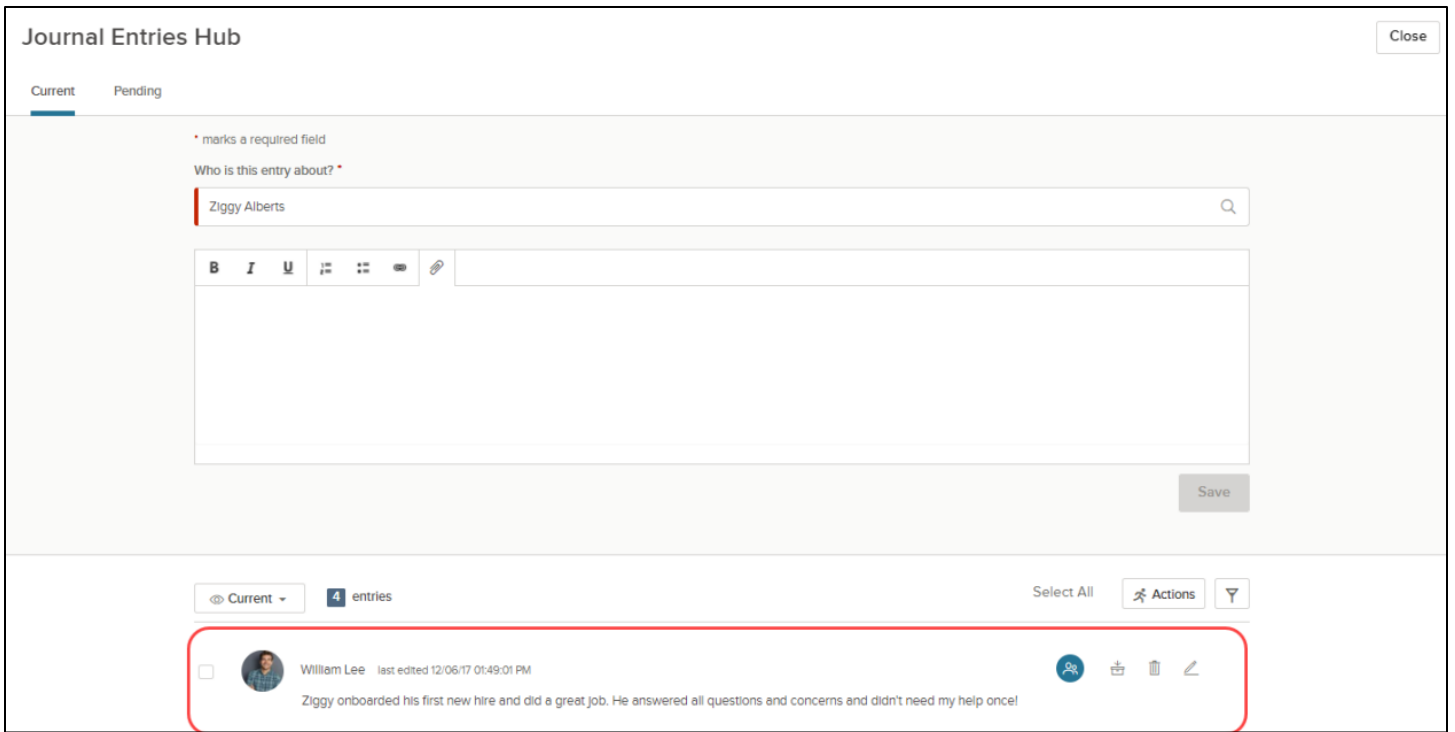 Journal Entries Hub
Close
Current Pending
* marks a required field
Who is this entry about? *
Ziggy Alberts
B I U
Save
Current 4 entries Select All Actions
William Lee last edited 12/06/17 01:49:01 PM
Ziggy onboarded his first new hire and did a great job. He answered all questions and concerns and didn't need my help once!